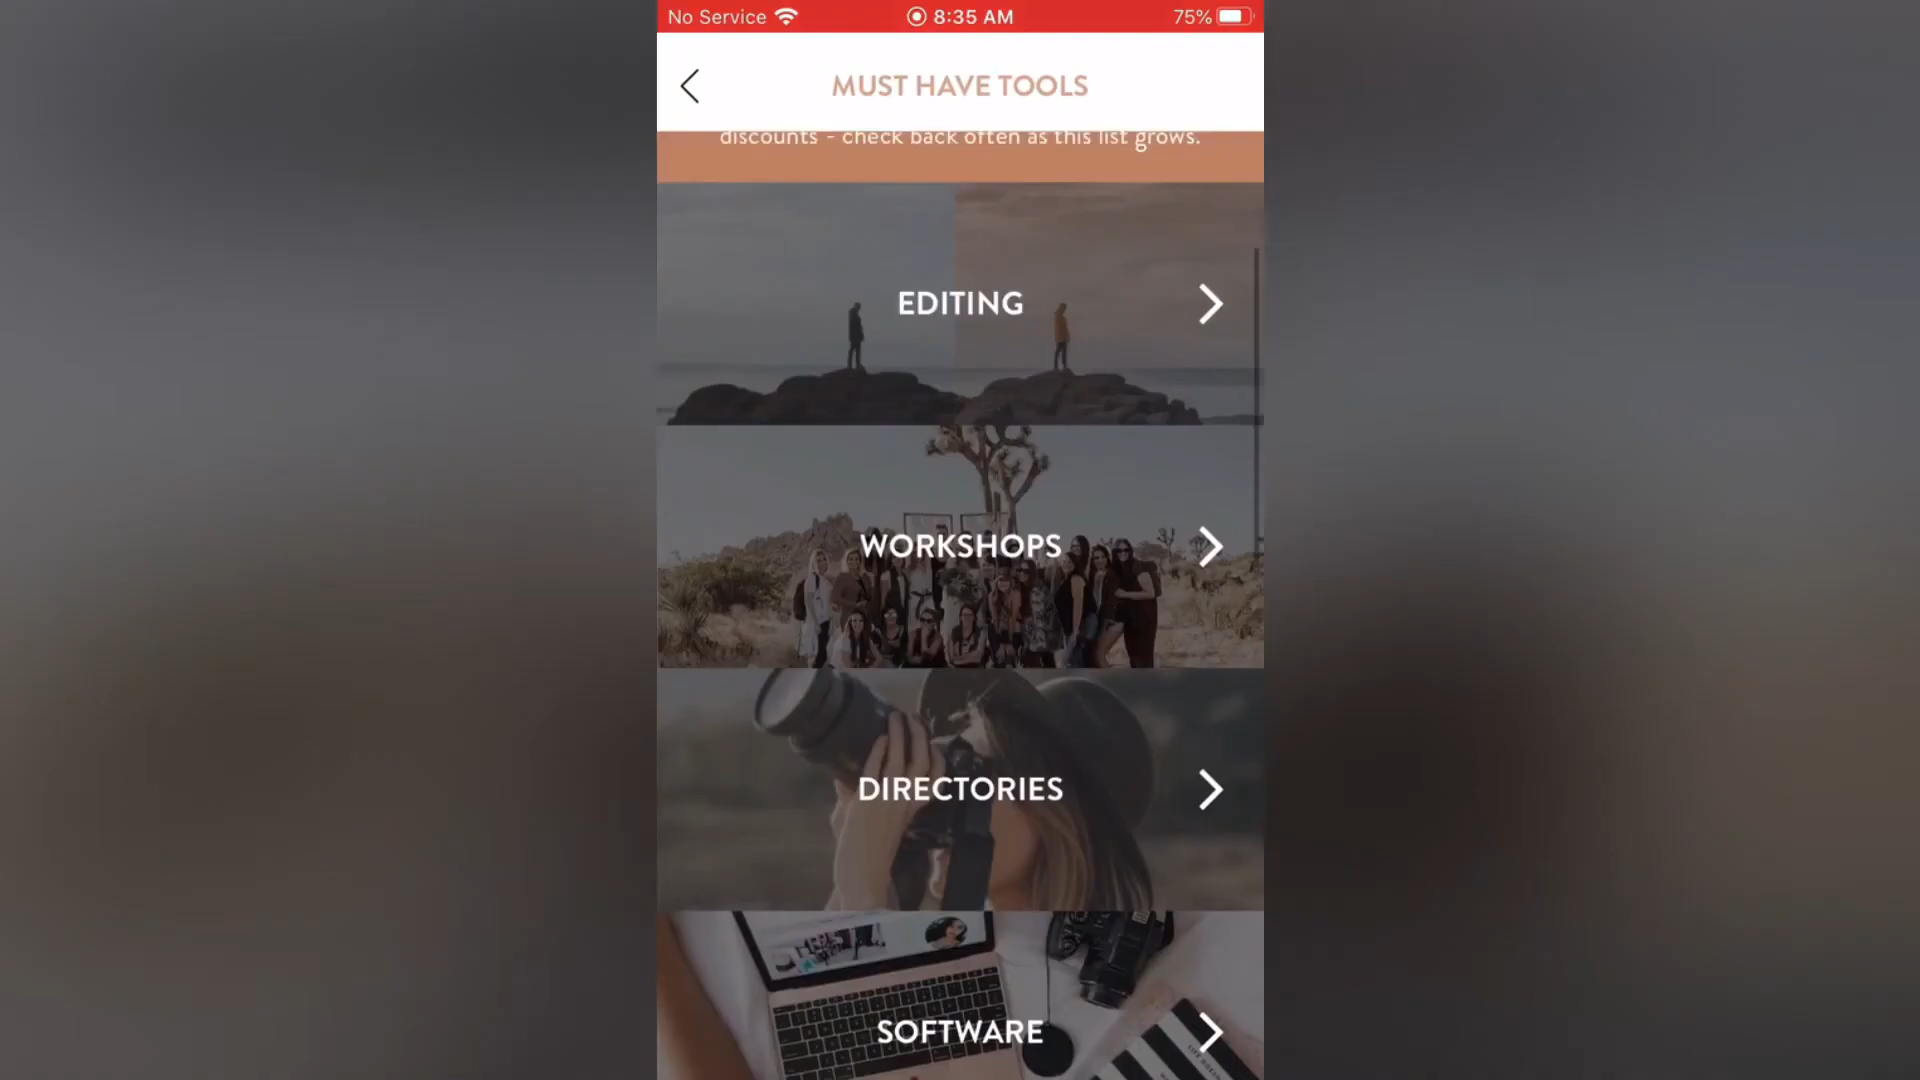 No Service 8:35 AM 75%
MUST HAVE TOOLS
discounts - check back often as this list grows.
EDITING
WORKSHOPS
DIRECTORIES
SOFTWARE